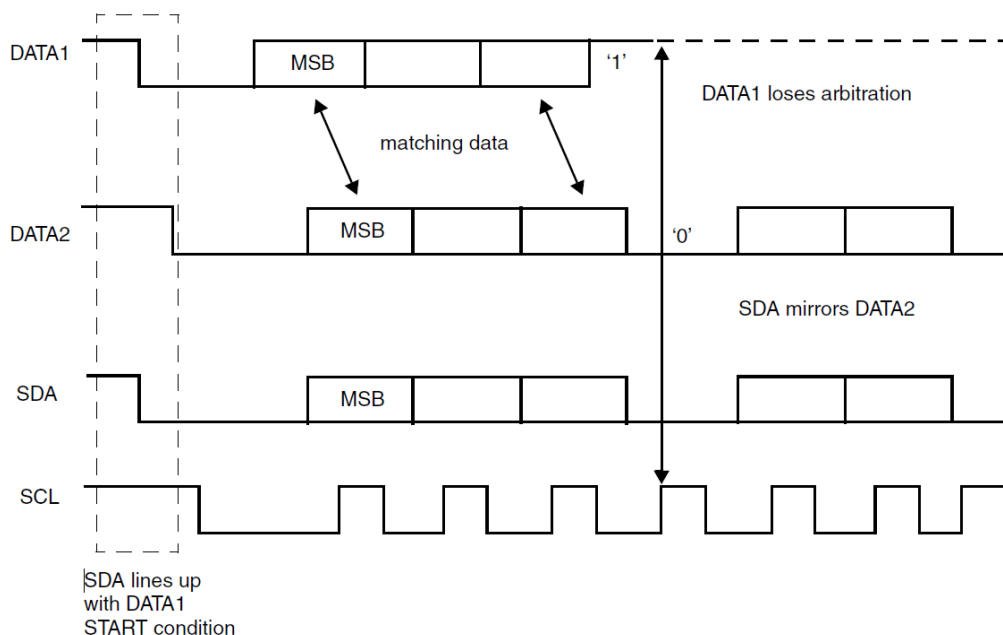 DATA1
MSB
‘1’
DATA1 loses arbitration
matching data
DATA2
MSB
‘0’
SDA mirrors DATA2
SDA
MSB
SCL
SDA lines up
with DATA1
START condition